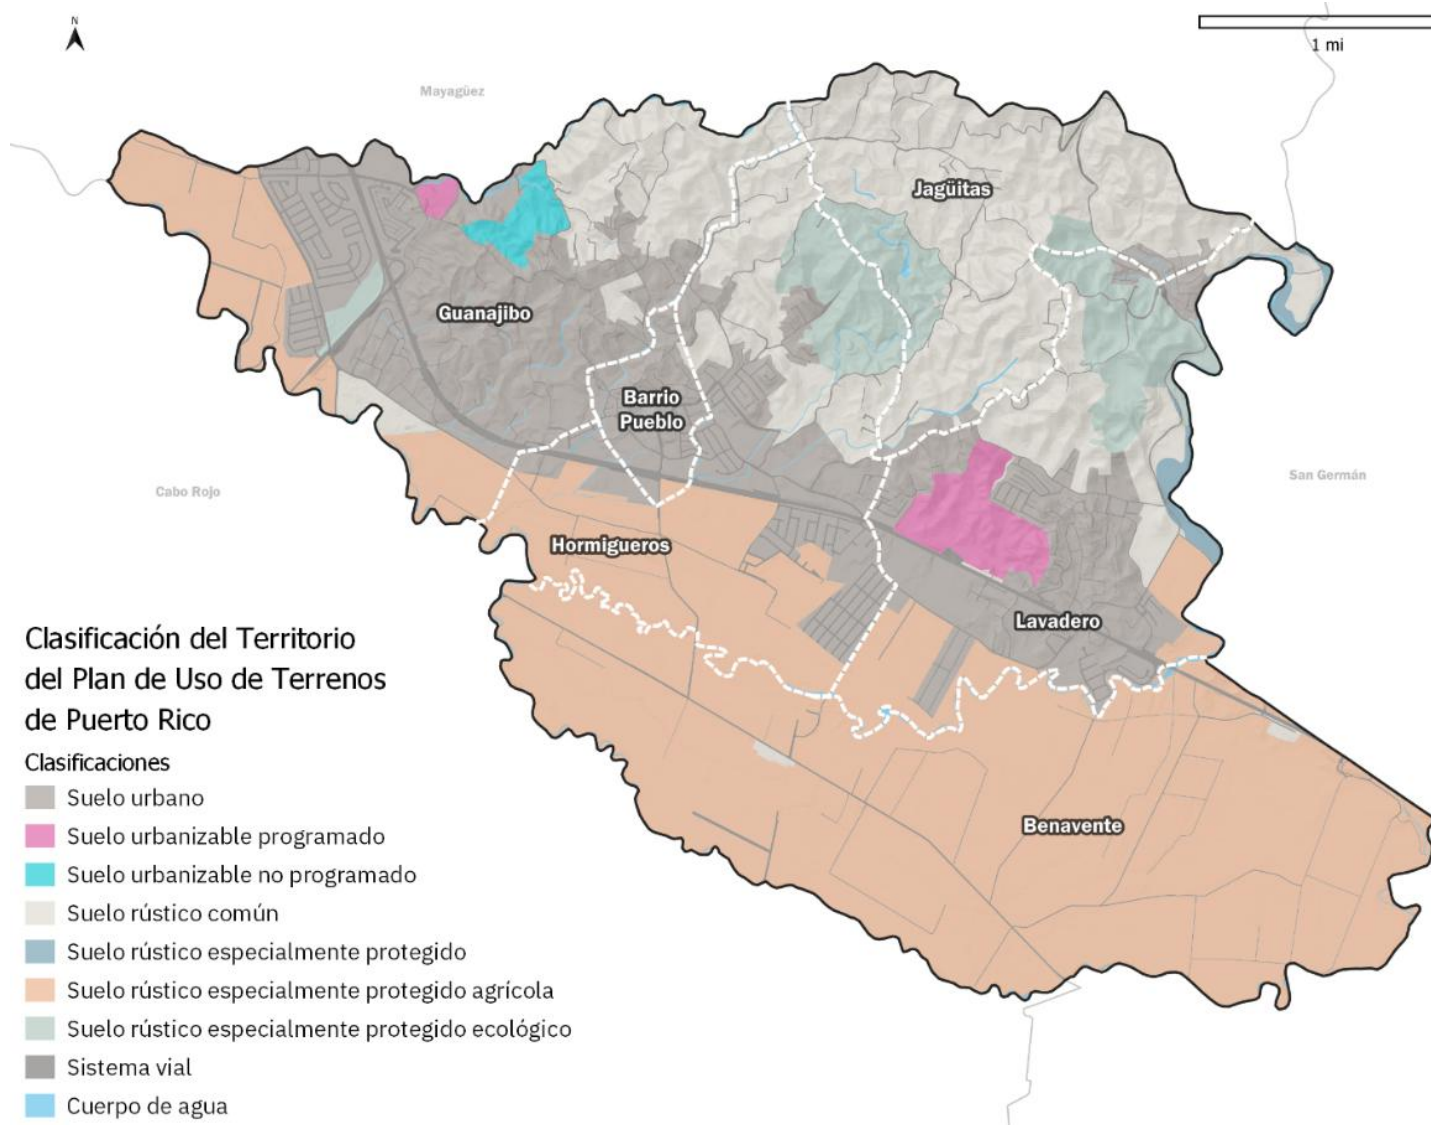 N
1 mi
Mayagüez
Jagüitas
Guanajibo
Barrio
Pueblo
San Germán
Cabo Rojo
Hormigueros
Lavadero
Benavente
Clasificación del Territorio
del Plan de Uso de Terrenos
de Puerto Rico
Clasificaciones
Suelo urbano
Suelo urbanizable programado
Suelo urbanizable no programado
Suelo rústico común
Suelo rústico especialmente protegido
Suelo rústico especialmente protegido agrícola
Suelo rústico especialmente protegido ecológico
Sistema vial
Cuerpo de agua